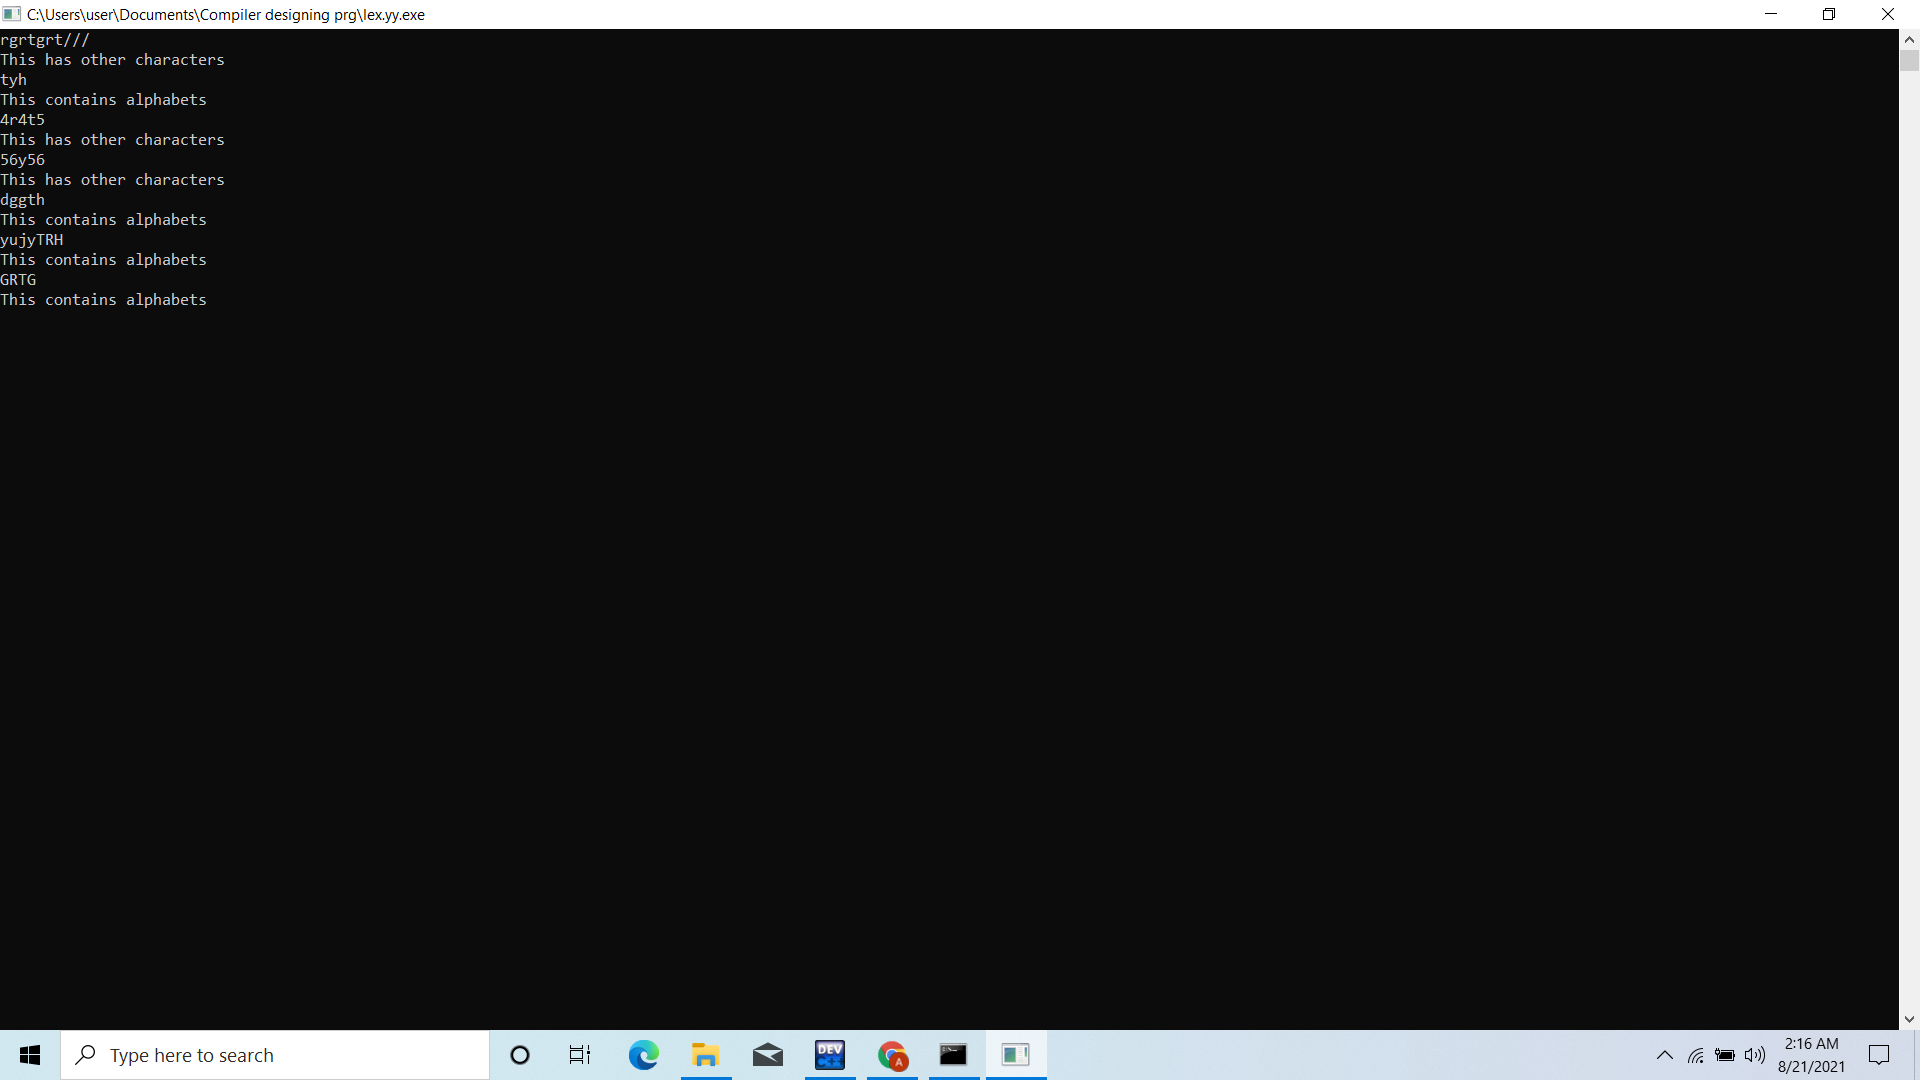 C:\Users\user\Documents\Compiler designing prg\lex.yy.exe
rgrtgrt///
This has other characters
tyh
This contains alphabets
4r4t5
This has other characters
56y56
This has other characters
dggth
This contains alphabets
yujyTRH
This contains alphabets
GRTG
This contains alphabets
Type here to search
DEV
C++
A
2:16 AM
8/21/2021